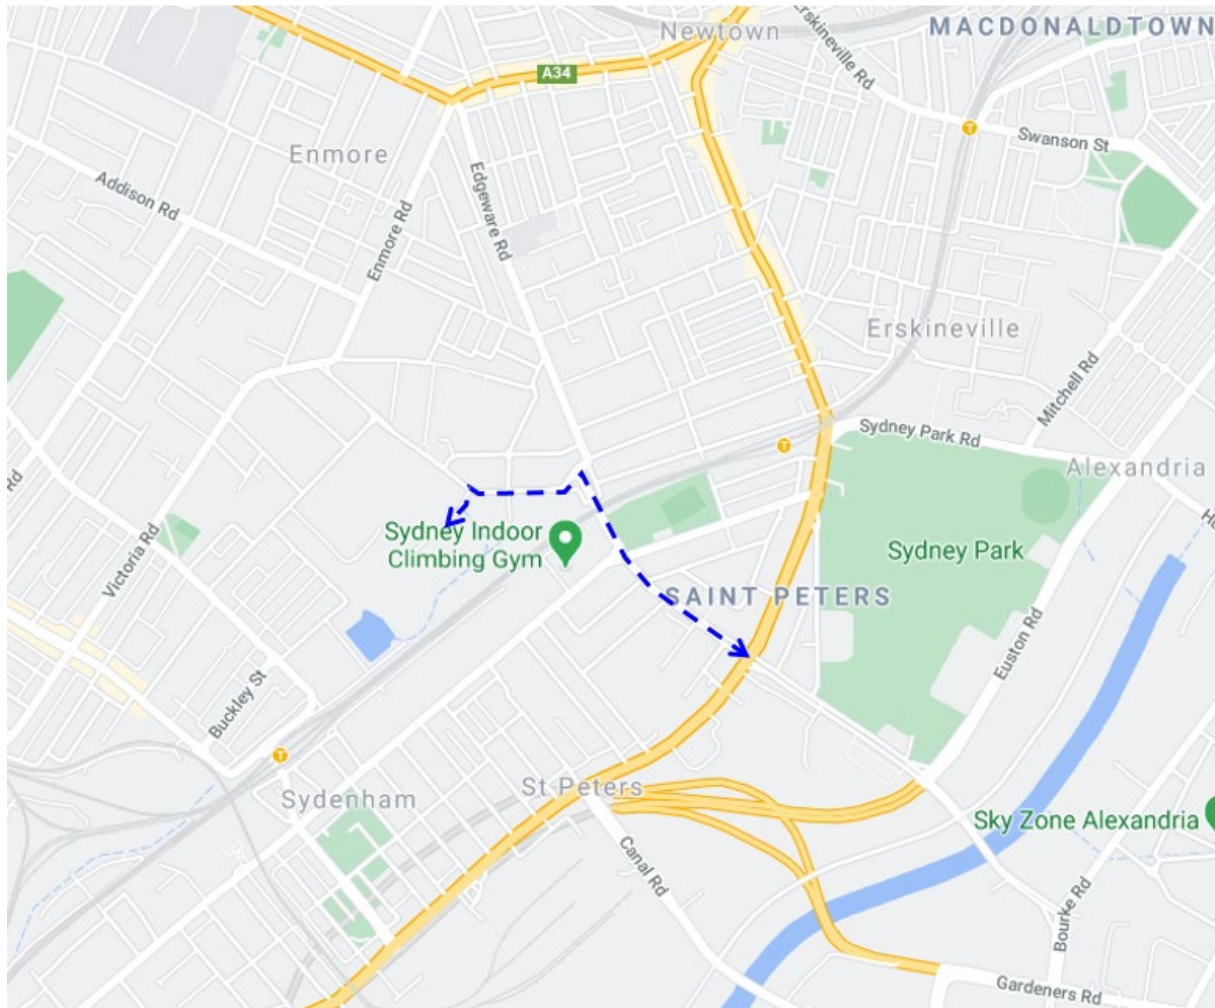 Newtown
MACDONALDTOWN
Erskineville Rd
A34
Swanson St
Enmore
Addison Rd
Edgeware Rd
Enmore Rd
Erskineville
Mitchell Rd
Sydney Park Rd
Alexandria
Rd
Sydney Indoor
Climbing Gym
Victoria Rd
Sydney Park
SAINT PETERS
Euston Rd
Buckley St
St Peters
Sydenham
Sky Zone Alexandria
Canal Rd
Bourke Rd
Gardeners Rd
T
T
T